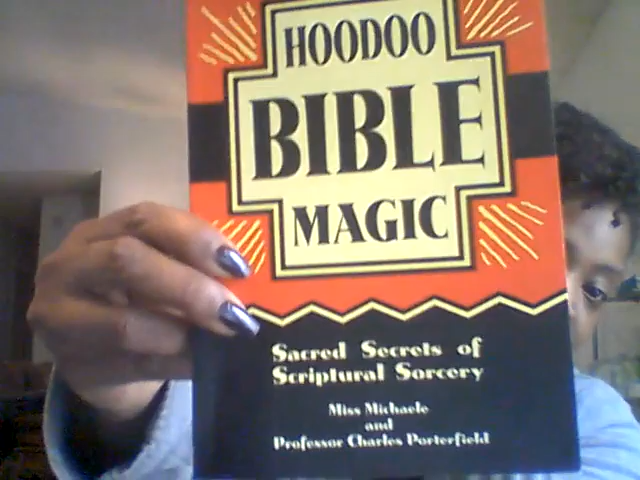 HOODOO
BIBLE
MAGIC
Sacred Secrets of
Scriptural Sorcery
Miss Michaele
and
Professor Charles Porterfield